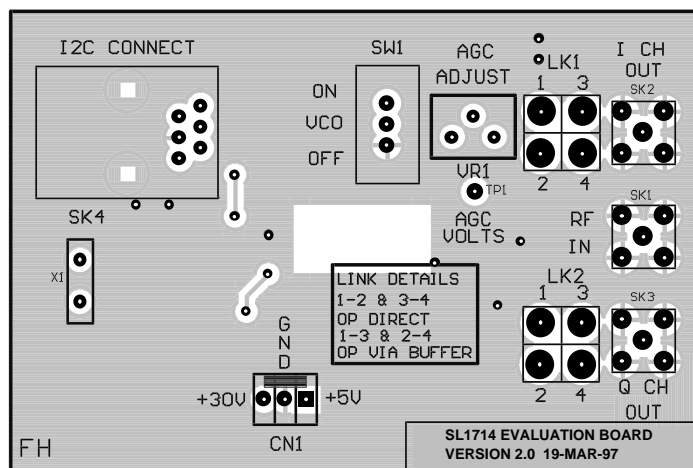 I2C CONNECT
SK4
X1
SW1
ON
VCO
OFF
AGC
ADJUST
VR1
TP1
AGC
VOLTS
LK1
1 3
2 4
I CH
OUT
SK2
SK1
RF
IN
LINK DETAILS
1-2 & 3-4
OP DIRECT
1-3 & 2-4
OP VIA BUFFER
LK2
1 3
2 4
SK3
Q CH
OUT
GND
+30V
+5V
CN1
FH
SL1714 EVALUATION BOARD
VERSION 2.0 19-MAR-97